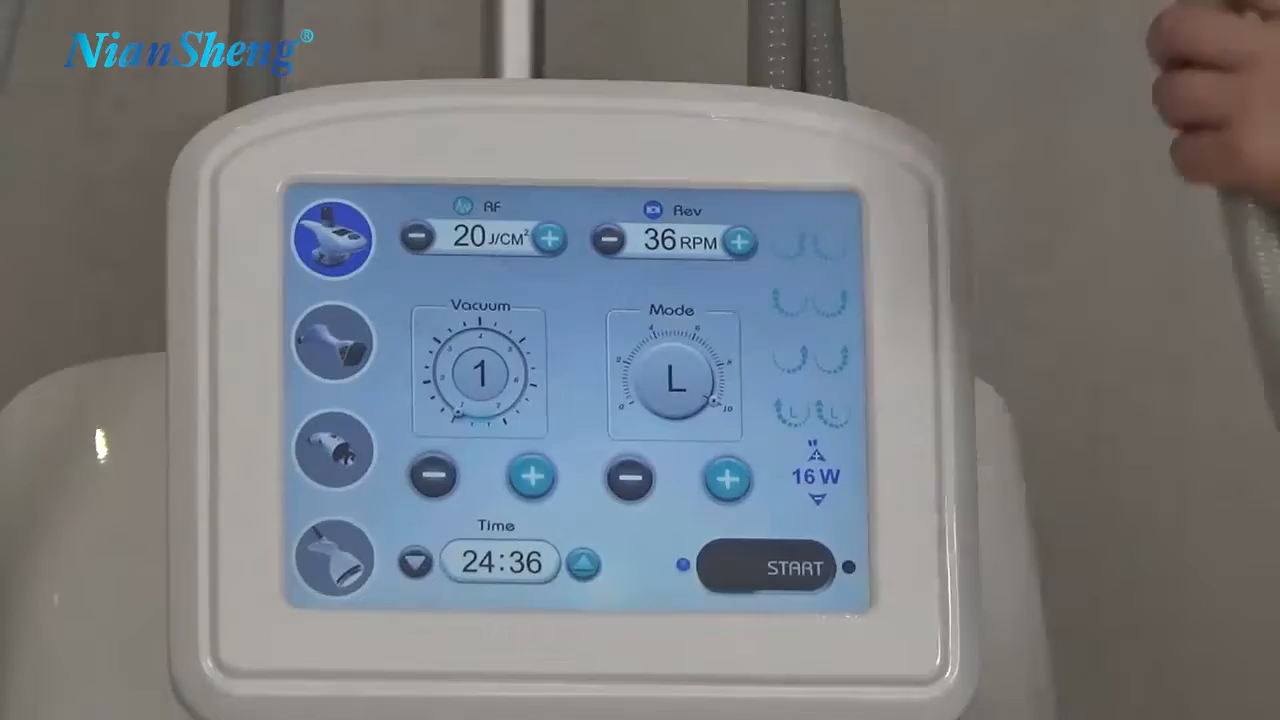 NianSheng®
RF
Rev
20 J/CM²
36 RPM
Vacuum
Mode
1
L
16 W
Time
24:36
START